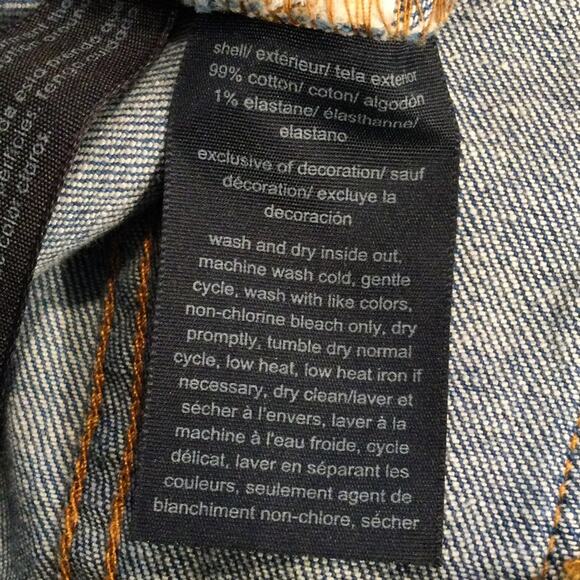 shell/ extérieur/ tela exterior
99% cotton/ coton/ algodón
1% elastane/ élasthanne/
elastano
exclusive of decoration/ sauf
décoration/ excluye la
decoración
wash and dry inside out,
machine wash cold, gentle
cycle, wash with like colors,
non-chlorine bleach only, dry
promptly, tumble dry normal
cycle, low heat, low heat iron if
necessary, dry clean/laver et
sécher à l'envers, laver à la
machine à l'eau froide, cycle
délicat, laver en séparant les
couleurs, seulement agent de
blanchiment non-chlore, sécher
color claros.